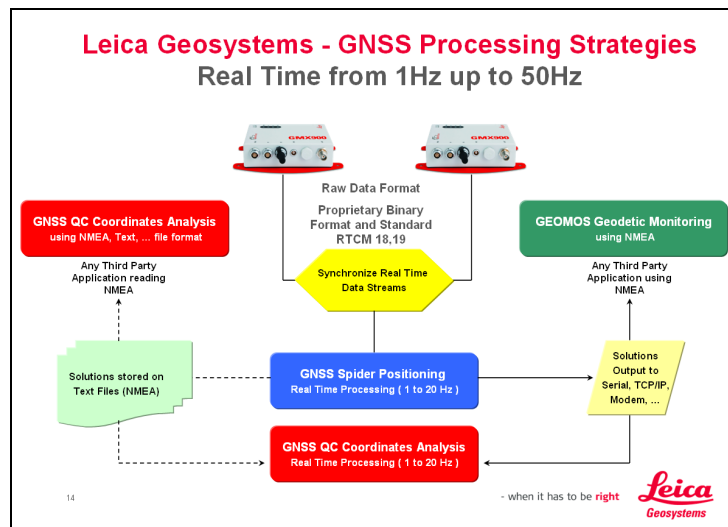 Leica Geosystems - GNSS Processing Strategies
Real Time from 1Hz up to 50Hz
GMX900
GMX900
Raw Data Format
Proprietary Binary
Format and Standard
RTCM 18,19
GNSS QC Coordinates Analysis
using NMEA, Text, ... file format
GEOMOS Geodetic Monitoring
using NMEA
Any Third Party
Application reading
NMEA
Synchronize Real Time
Data Streams
Any Third Party
Application using
NMEA
Solutions stored on
Text Files (NMEA)
GNSS Spider Positioning
Real Time Processing ( 1 to 20 Hz )
Solutions
Output to
Serial, TCP/IP,
Modem, ...
GNSS QC Coordinates Analysis
Real Time Processing ( 1 to 20 Hz )
14
- when it has to be right
Leica
Geosystems